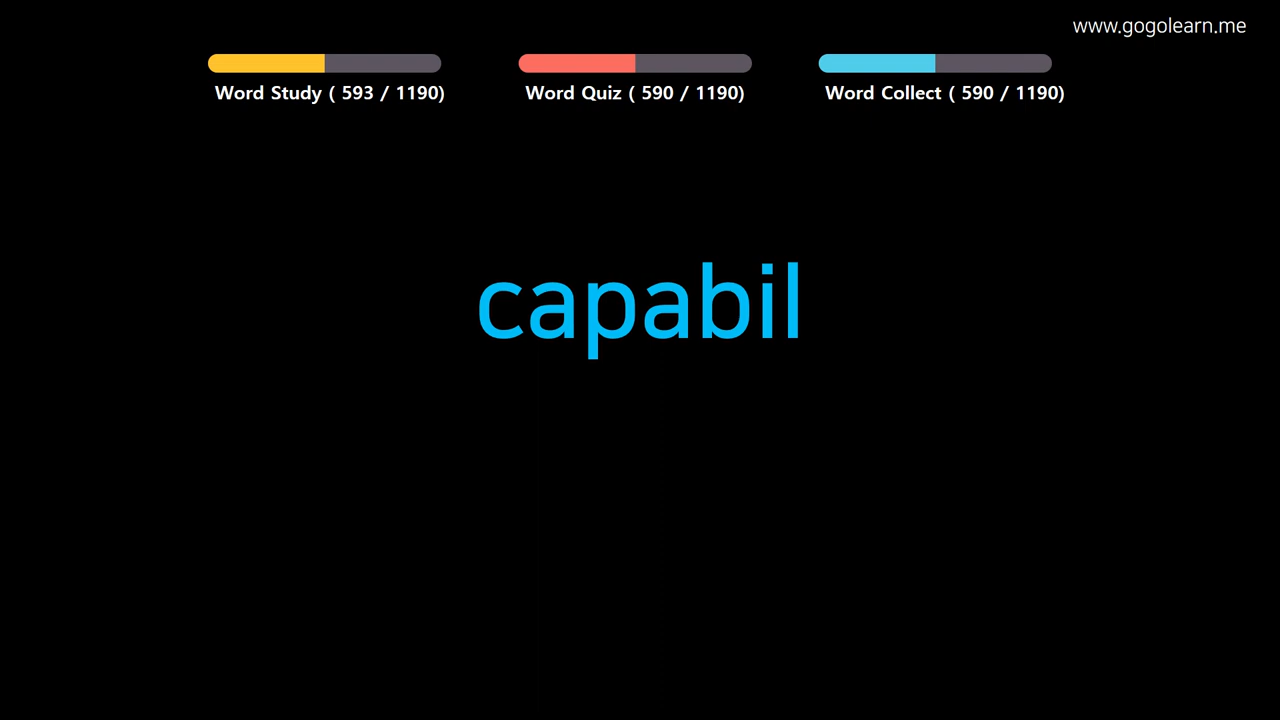 www.gogolearn.me
Word Study ( 593 / 1190)
Word Quiz ( 590 / 1190)
Word Collect ( 590 / 1190)
capabil